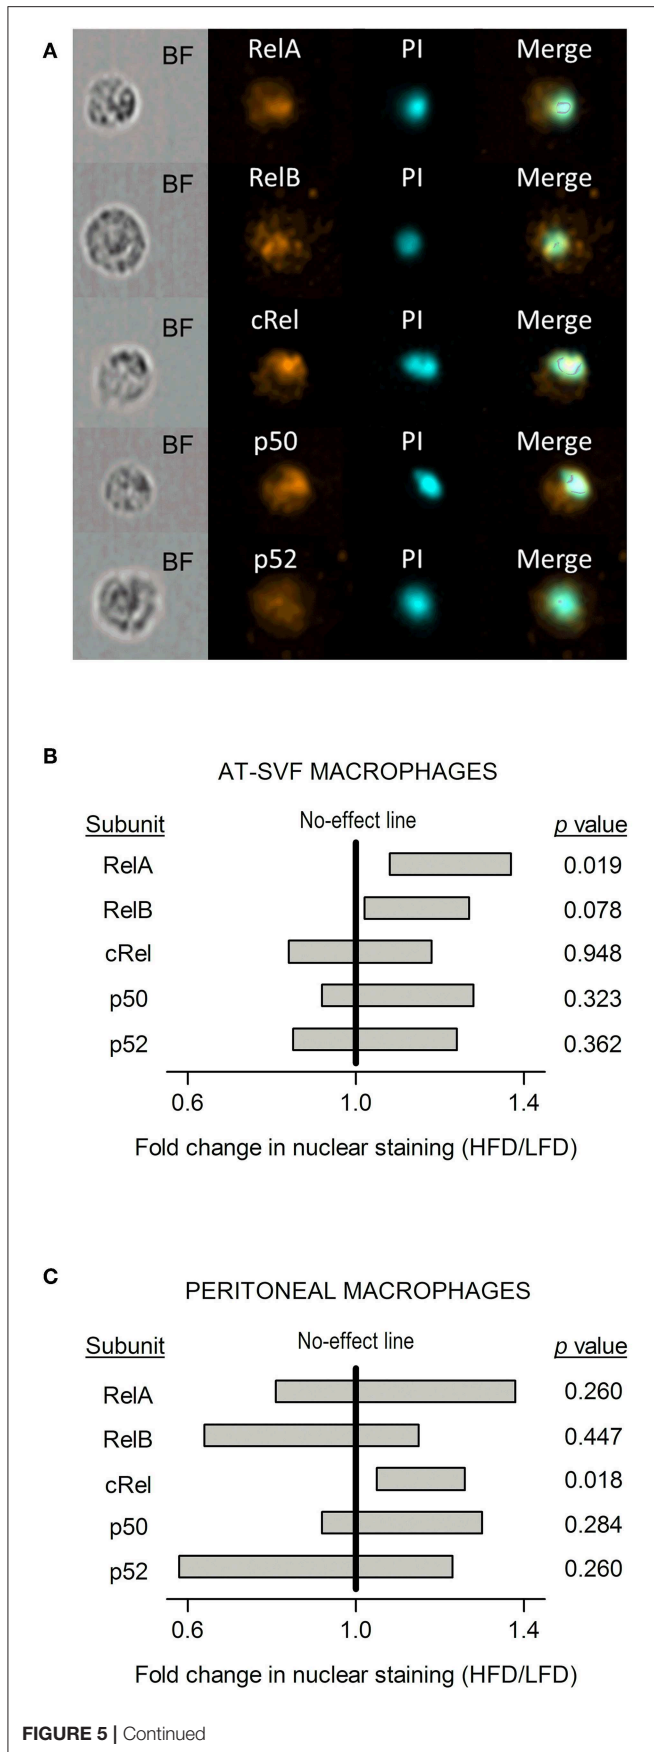 A
BF RelA PI Merge
BF RelB PI Merge
BF cRel PI Merge
BF p50 PI Merge
BF p52 PI Merge
B
AT-SVF MACROPHAGES
Subunit No-effect line p value
RelA 0.019
RelB 0.078
cRel 0.948
p50 0.323
p52 0.362
0.6 1.0 1.4
Fold change in nuclear staining (HFD/LFD)
C
PERITONEAL MACROPHAGES
Subunit No-effect line p value
RelA 0.260
RelB 0.447
cRel 0.018
p50 0.284
p52 0.260
0.6 1.0 1.4
Fold change in nuclear staining (HFD/LFD)
FIGURE 5 | Continued